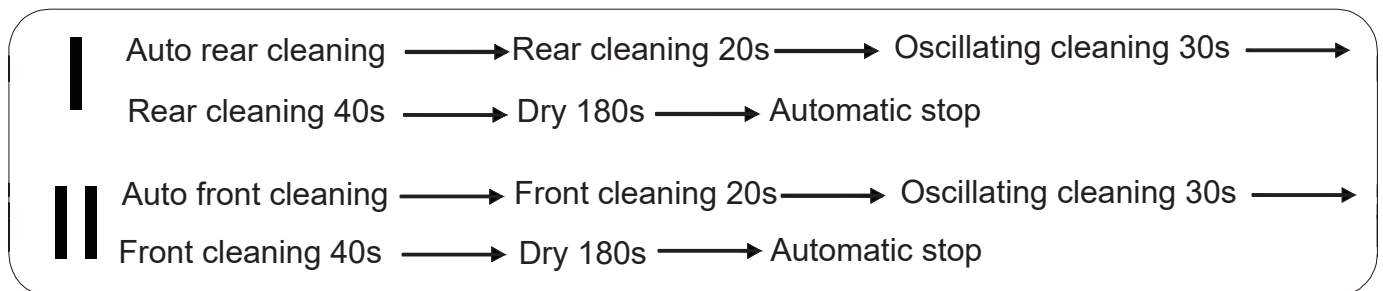 I Auto rear cleaning → Rear cleaning 20s → Oscillating cleaning 30s →
Rear cleaning 40s → Dry 180s → Automatic stop
II Auto front cleaning → Front cleaning 20s → Oscillating cleaning 30s →
Front cleaning 40s → Dry 180s → Automatic stop